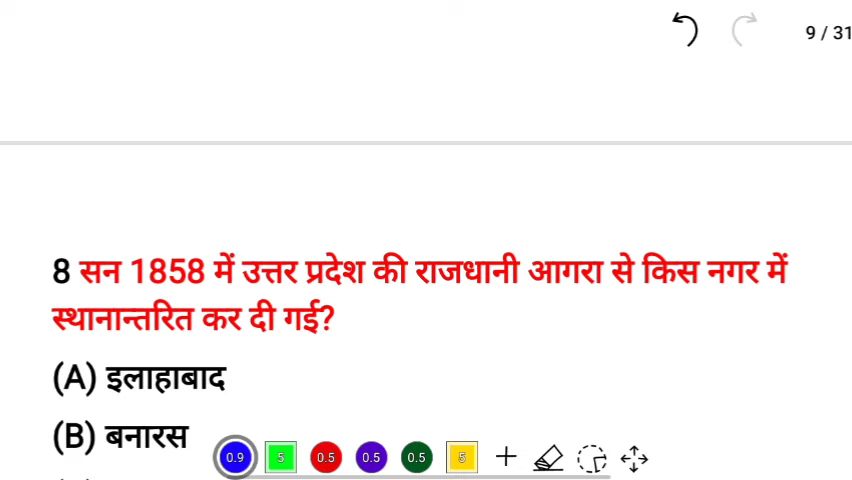 9 / 31
8 सन 1858 में उत्तर प्रदेश की राजधानी आगरा से किस नगर में
स्थानान्तरित कर दी गई?
(A) इलाहाबाद
(B) बनारस
0.9 5 0.5 0.5 0.5 5